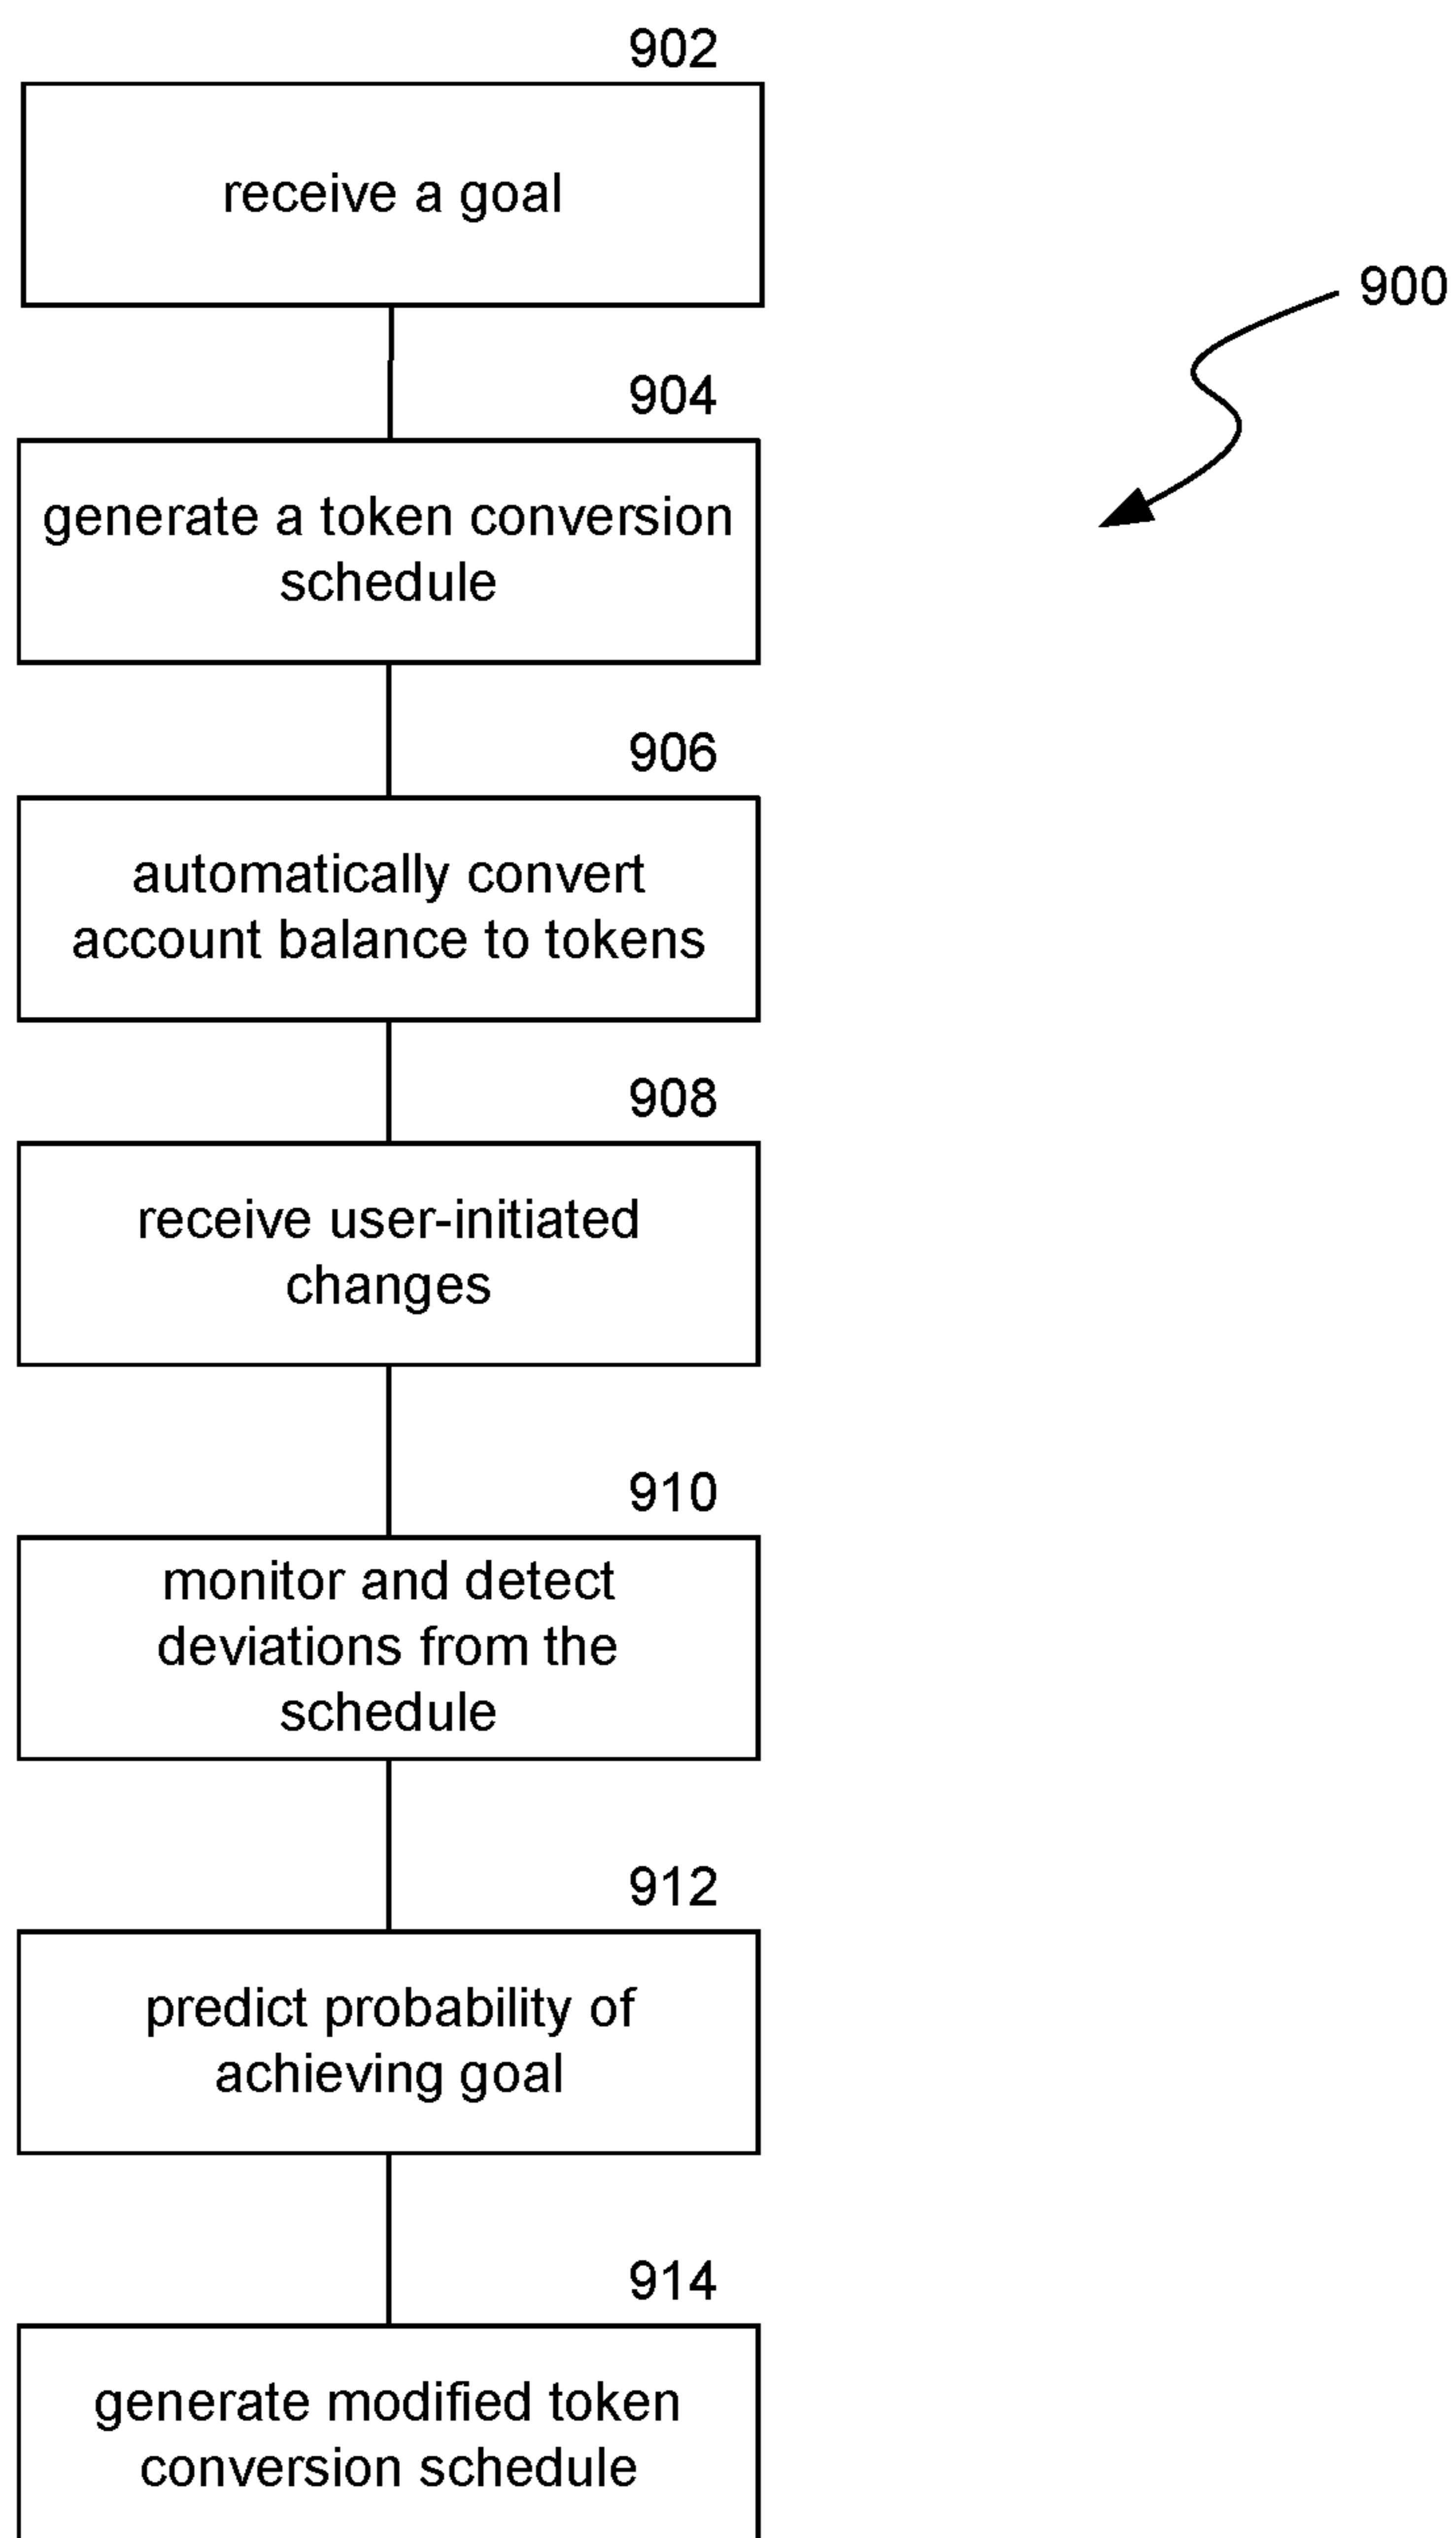 902
receive a goal
900
904
generate a token conversion
schedule
906
automatically convert
account balance to tokens
908
receive user-initiated
changes
910
monitor and detect
deviations from the
schedule
912
predict probability of
achieving goal
914
generate modified token
conversion schedule